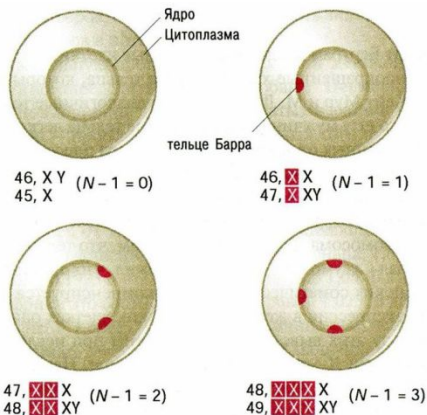 Ядро
Цитоплазма
тельце Барра
46, X Y (N – 1 = 0)
45, X
46, X X (N – 1 = 1)
47, X XY
47, X X X (N – 1 = 2)
48, X X XY
48, X X X X (N – 1 = 3)
49, X X X XY